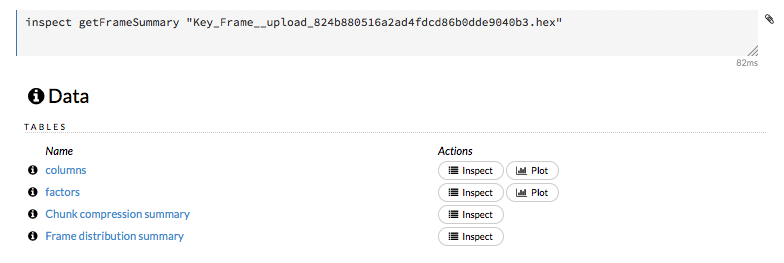 inspect getFrameSummary "Key_Frame__upload_824b880516a2ad4fdcd86b0dde9040b3.hex"
82ms
Data
TABLES
Name Actions
columns Inspect Plot
factors Inspect Plot
Chunk compression summary Inspect
Frame distribution summary Inspect